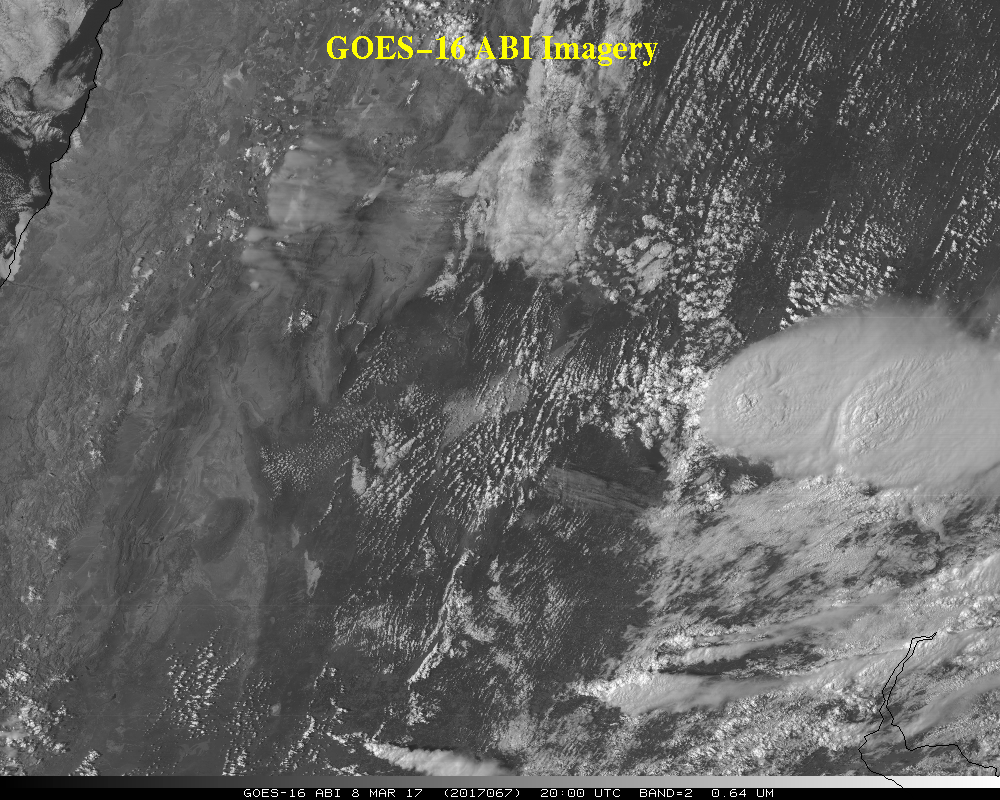 GOES-16 ABI Imagery
GOES-16 ABI 8 MAR 17 (2017067) 20:00 UTC BAND=2 0.64 UM